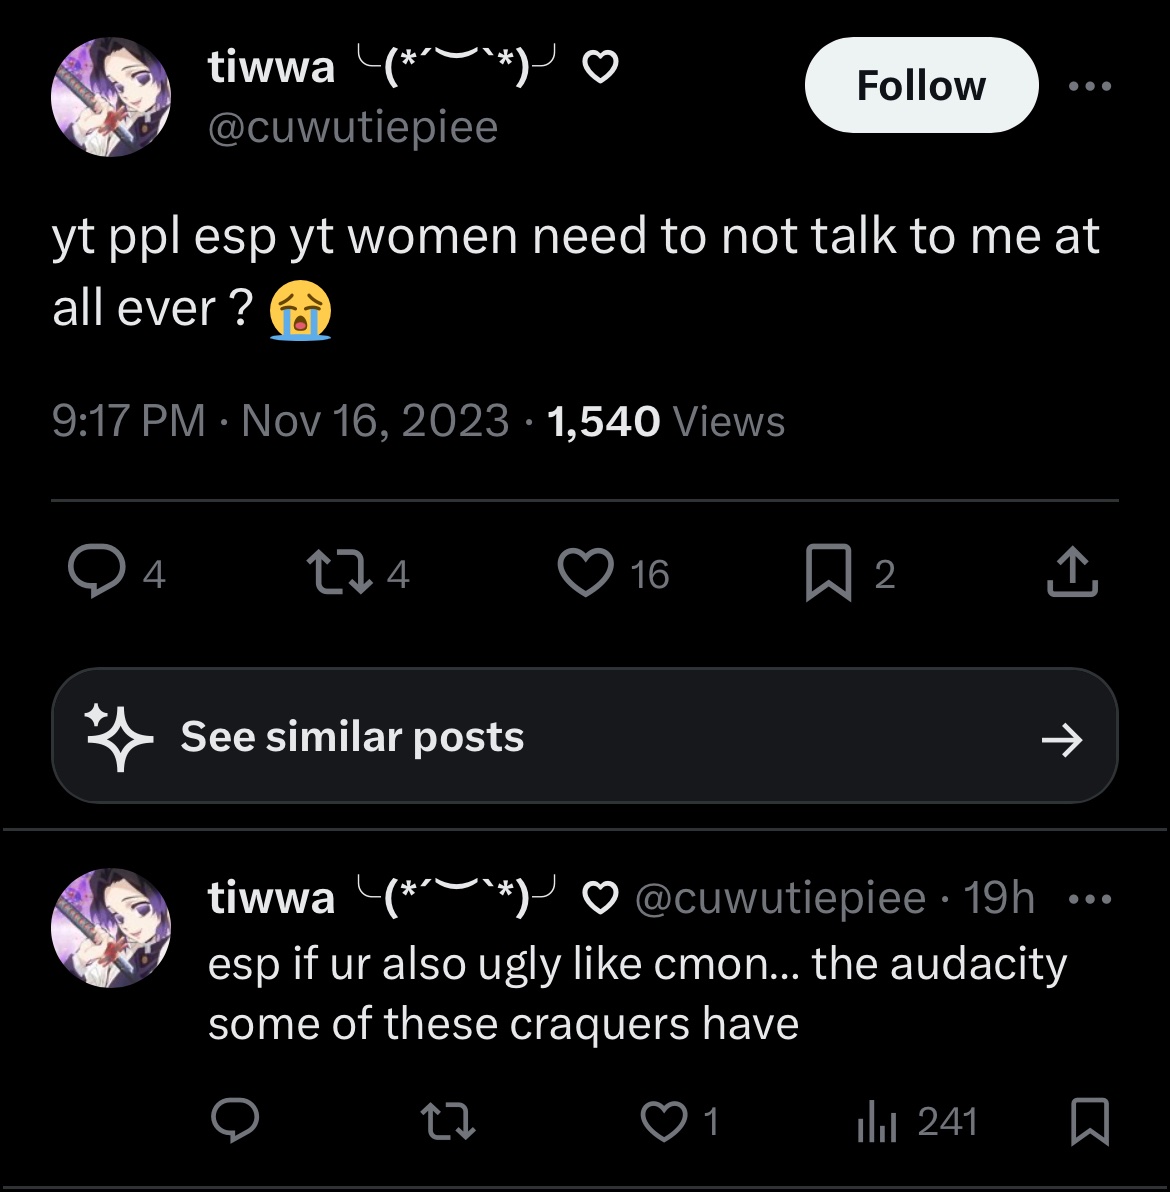 tiwwa ╰(*´︶`*)╯ ♡
@cuwutiepiee
Follow
yt ppl esp yt women need to not talk to me at
all ever ? 😭
9:17 PM · Nov 16, 2023 · 1,540 Views
4 4 16 2
See similar posts
tiwwa ╰(*´︶`*)╯ ♡ @cuwutiepiee · 19h
esp if ur also ugly like cmon... the audacity
some of these craquers have
1 241